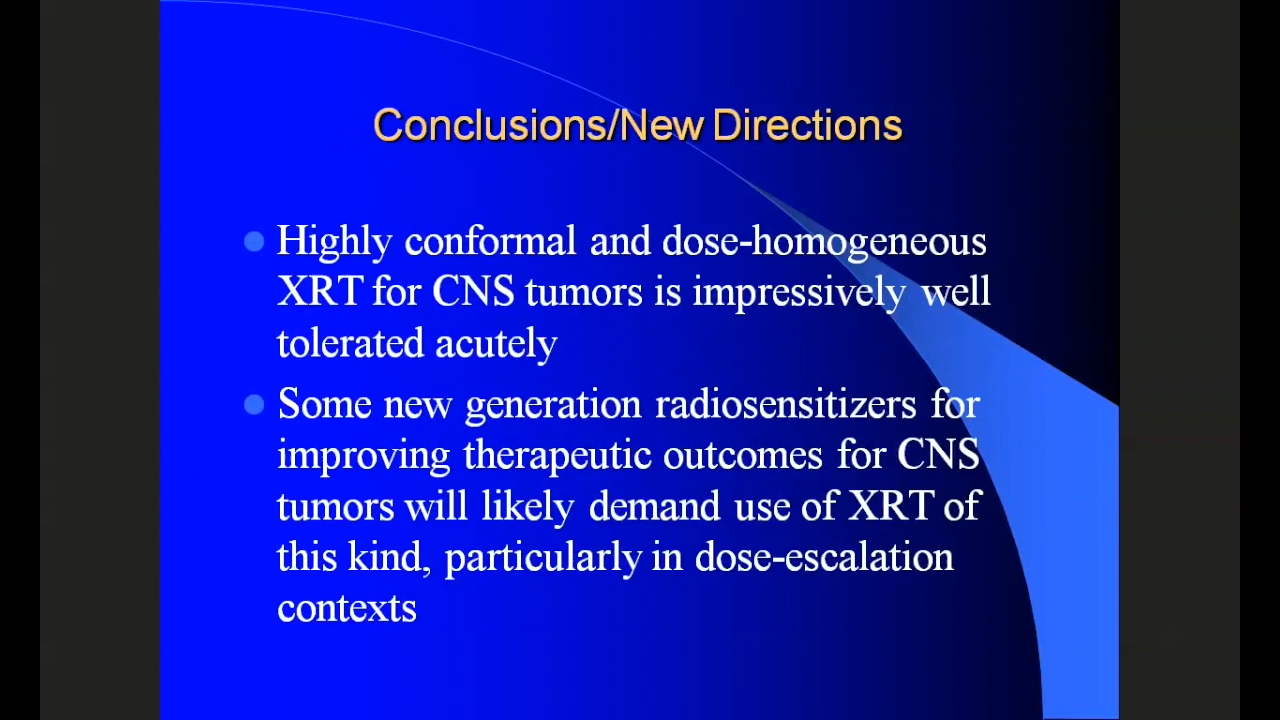 Conclusions/New Directions
Highly conformal and dose-homogeneous
XRT for CNS tumors is impressively well
tolerated acutely
Some new generation radiosensitizers for
improving therapeutic outcomes for CNS
tumors will likely demand use of XRT of
this kind, particularly in dose-escalation
contexts